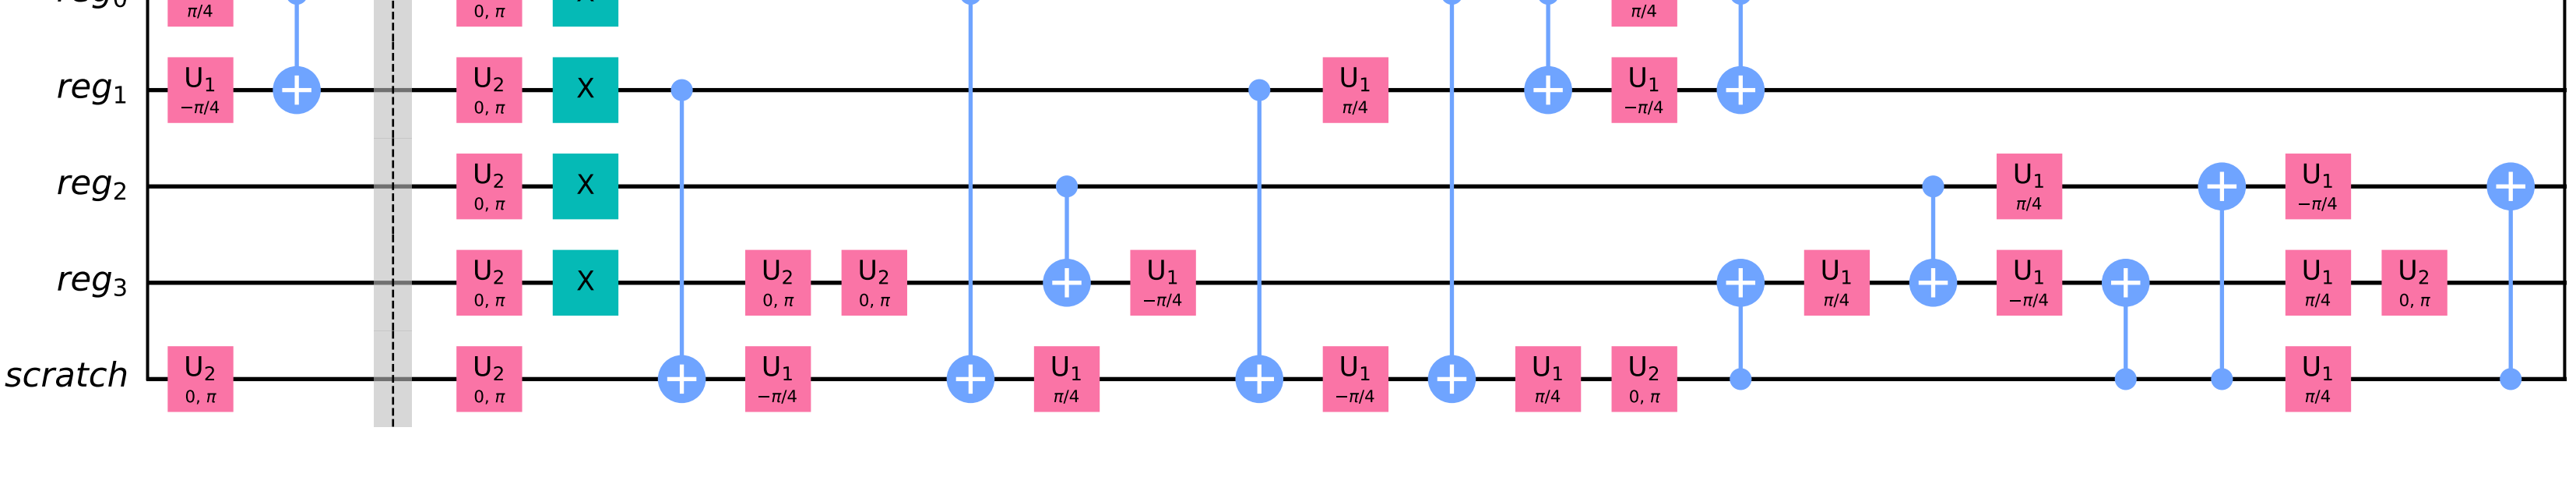 reg0
π/4 0, π X π/4
reg1 U1 −π/4 U2 0, π X U1 π/4 U1 −π/4
reg2 U2 0, π X U1 π/4 U1 −π/4
reg3 U2 0, π X U2 0, π U2 0, π U1 −π/4 U1 π/4 U1 −π/4 U1 π/4 U2 0, π
scratch U2 0, π U2 0, π U1 −π/4 U1 π/4 U1 −π/4 U1 π/4 U2 0, π U1 π/4